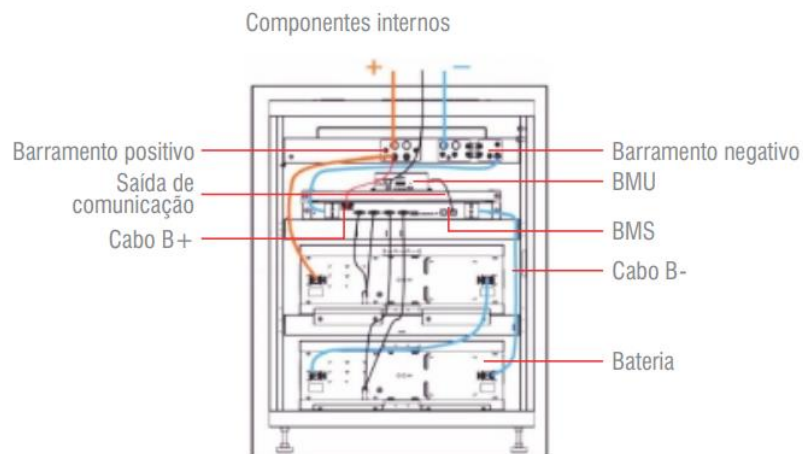 Componentes internos
+
−
Barramento positivo
Saída de
comunicação
Cabo B+
Barramento negativo
BMU
BMS
Cabo B-
Bateria